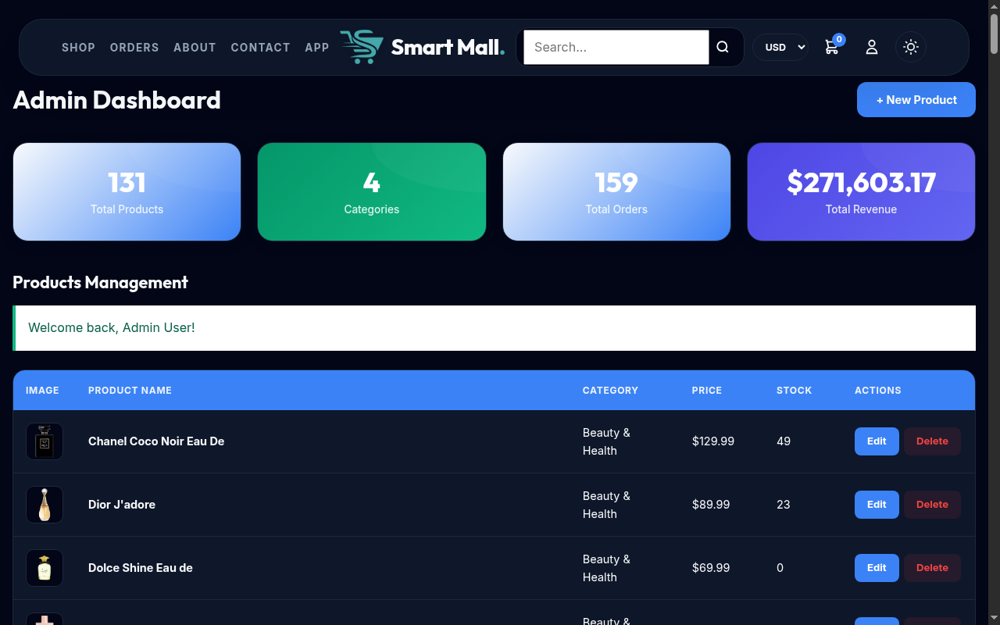 SHOP ORDERS ABOUT CONTACT APP Smart Mall. Search... USD 0
Admin Dashboard + New Product
131 4 159 $271,603.17
Total Products Categories Total Orders Total Revenue
Products Management
Welcome back, Admin User!
IMAGE PRODUCT NAME CATEGORY PRICE STOCK ACTIONS
Chanel Coco Noir Eau De Beauty & Health $129.99 49 Edit Delete
Dior J'adore Beauty & Health $89.99 23 Edit Delete
Dolce Shine Eau de Beauty & Health $69.99 0 Edit Delete
Beauty &